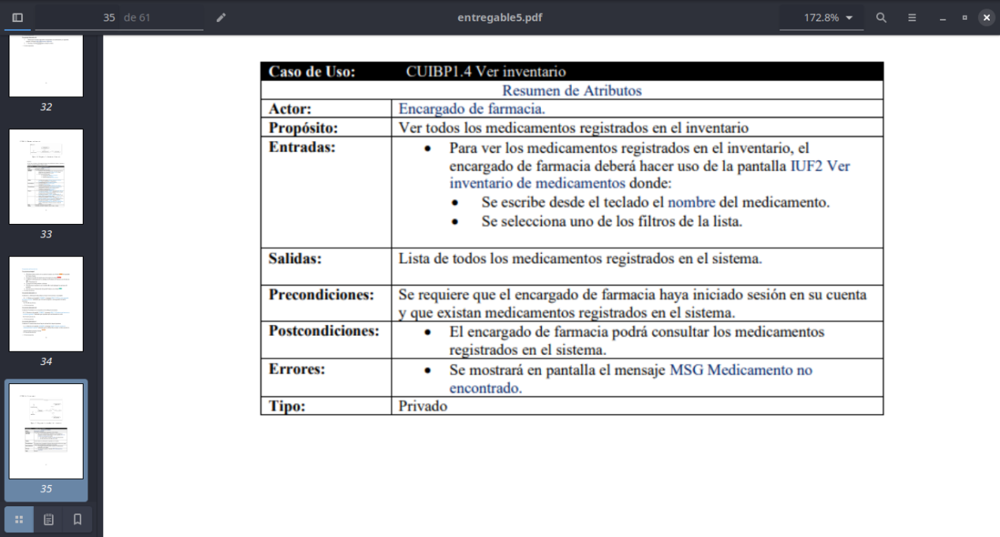 35 de 61
entregable5.pdf
172.8%
32
33
34
35
Caso de Uso: CUIBP1.4 Ver inventario
Resumen de Atributos
Actor: Encargado de farmacia.
Propósito: Ver todos los medicamentos registrados en el inventario
Entradas: • Para ver los medicamentos registrados en el inventario, el
encargado de farmacia deberá hacer uso de la pantalla IUF2 Ver
inventario de medicamentos donde:
• Se escribe desde el teclado el nombre del medicamento.
• Se selecciona uno de los filtros de la lista.
Salidas: Lista de todos los medicamentos registrados en el sistema.
Precondiciones: Se requiere que el encargado de farmacia haya iniciado sesión en su cuenta
y que existan medicamentos registrados en el sistema.
Postcondiciones: • El encargado de farmacia podrá consultar los medicamentos
registrados en el sistema.
Errores: • Se mostrará en pantalla el mensaje MSG Medicamento no
encontrado.
Tipo: Privado